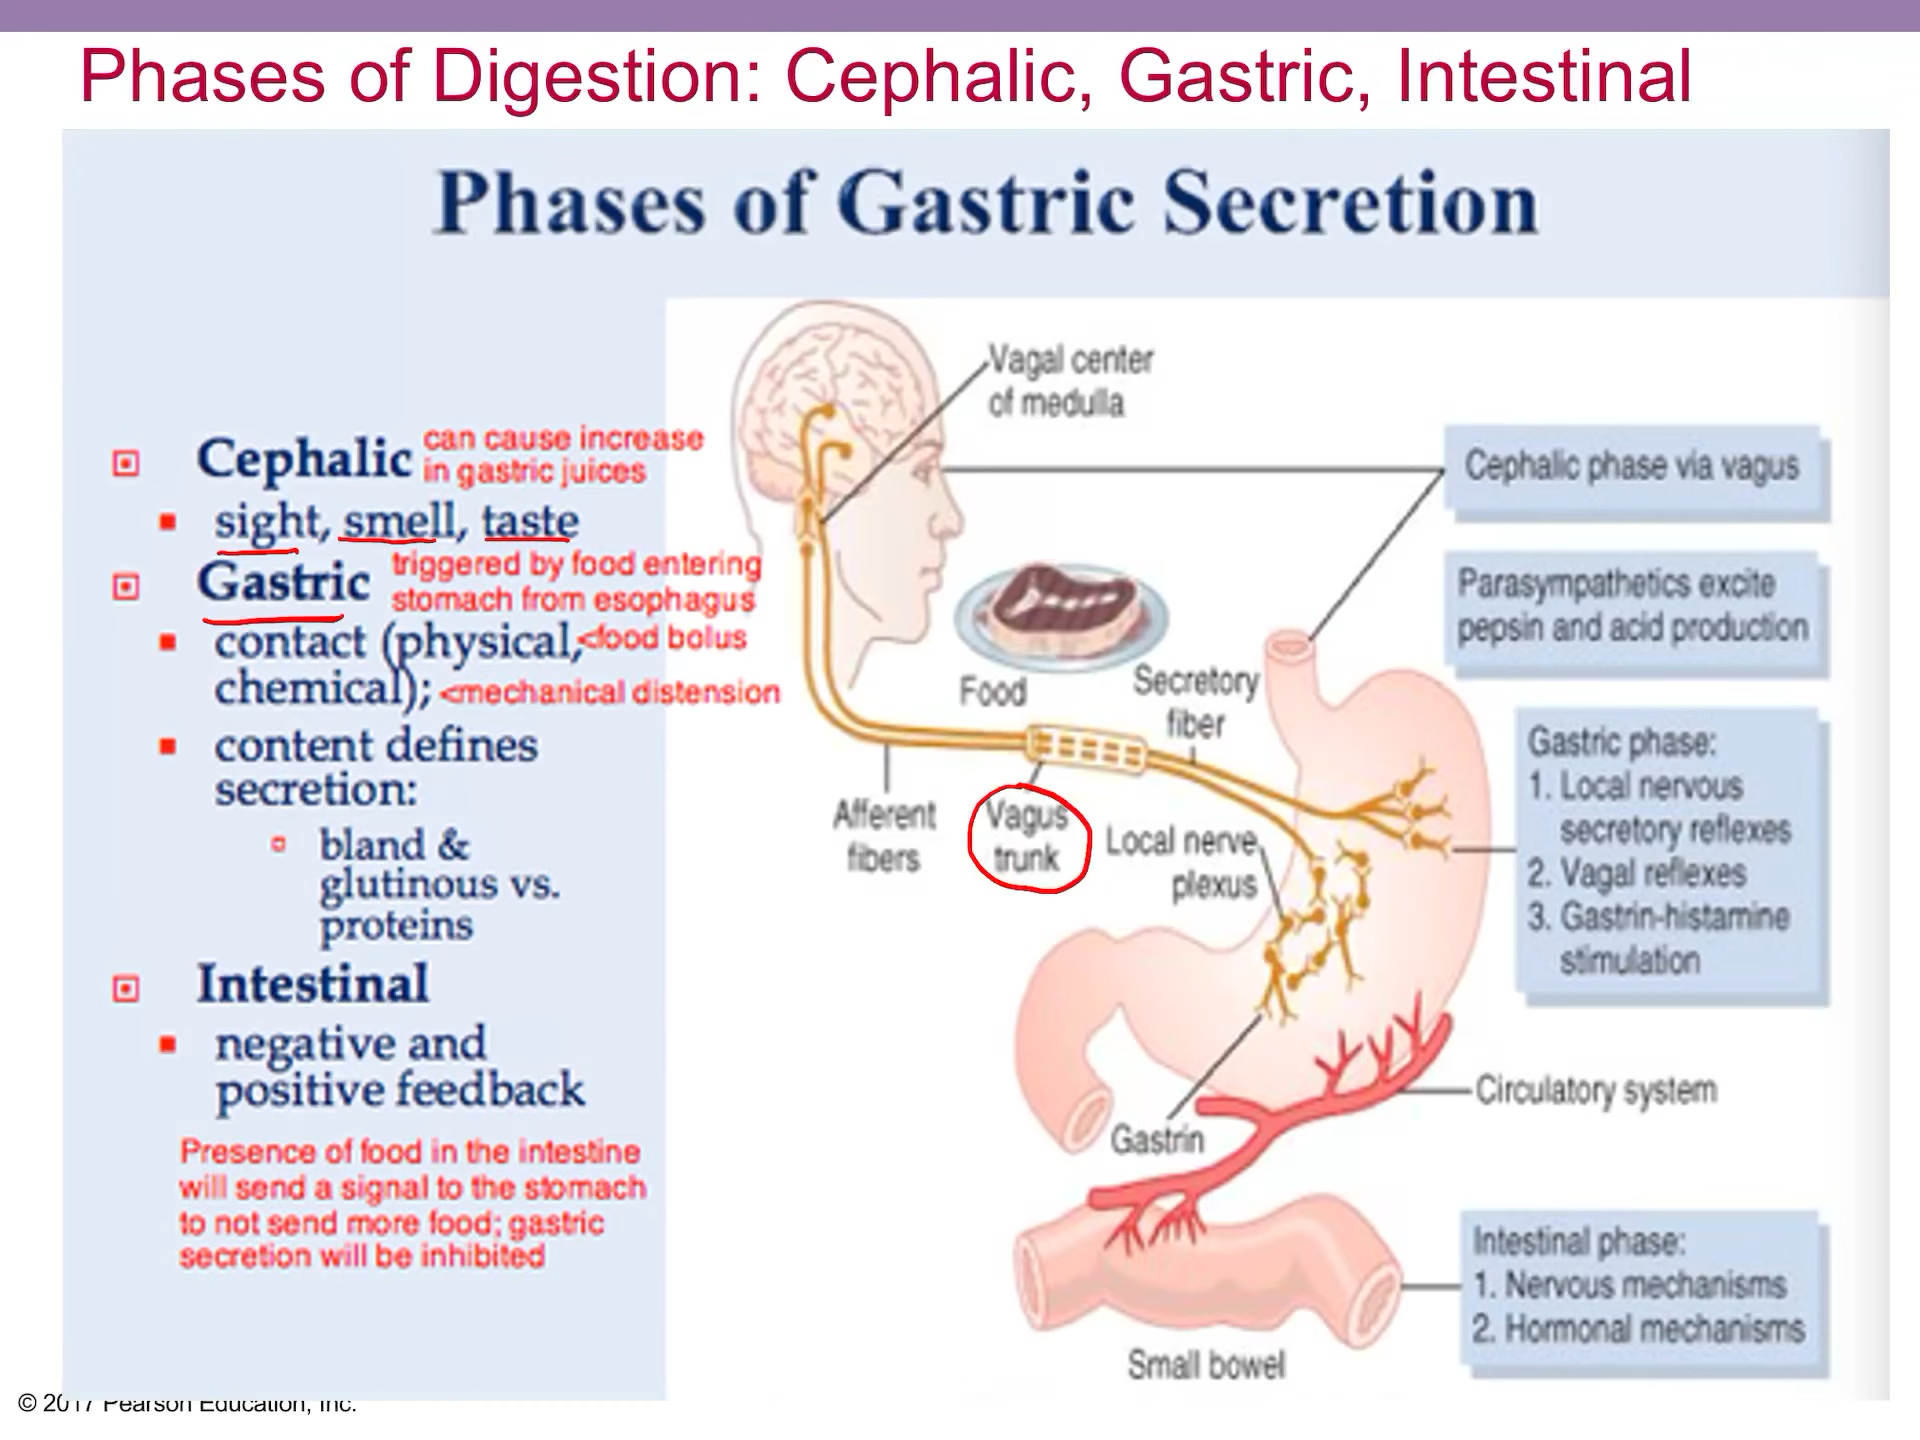 Phases of Digestion: Cephalic, Gastric, Intestinal
Phases of Gastric Secretion
Cephalic can cause increase
in gastric juices
sight, smell, taste
Gastric triggered by food entering
stomach from esophagus
contact (physical, <food bolus
chemical); <mechanical distension
content defines
secretion:
bland &
glutinous vs.
proteins
Intestinal
negative and
positive feedback
Presence of food in the intestine
will send a signal to the stomach
to not send more food; gastric
secretion will be inhibited
Vagal center
of medulla
Cephalic phase via vagus
Parasympathetics excite
pepsin and acid production
Food
Secretory
fiber
Gastric phase:
1. Local nervous
secretory reflexes
2. Vagal reflexes
3. Gastrin-histamine
stimulation
Afferent
fibers
Vagus
trunk
Local nerve
plexus
Circulatory system
Gastrin
Intestinal phase:
1. Nervous mechanisms
2. Hormonal mechanisms
Small bowel
© 2017 Pearson Education, Inc.